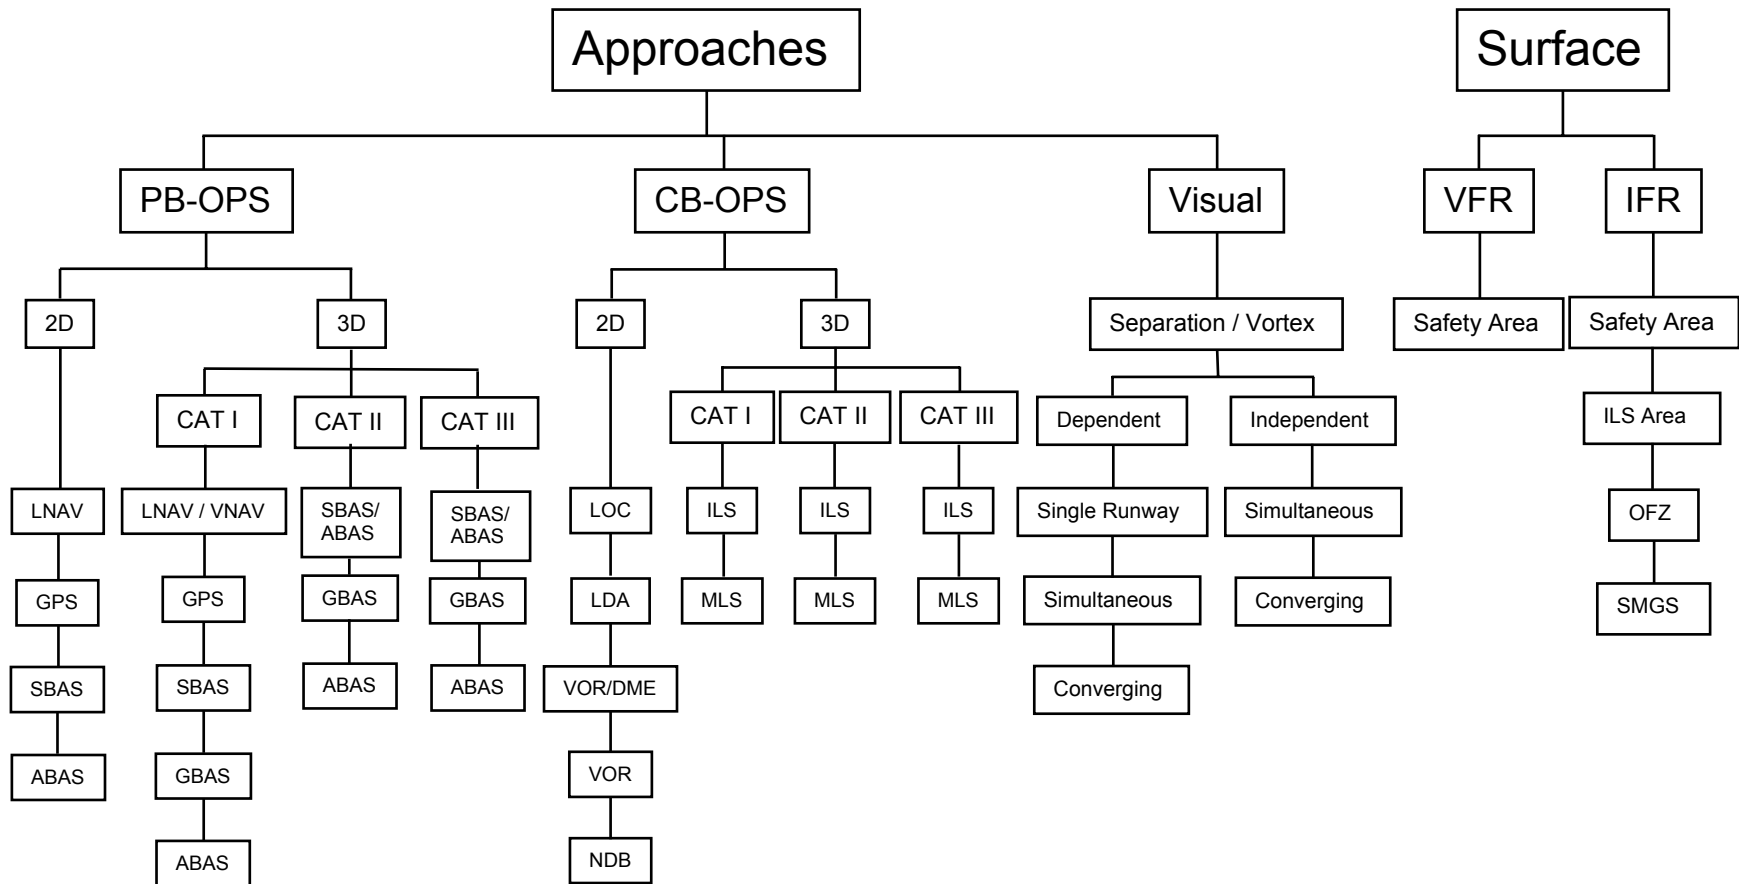 Approaches
Surface
PB-OPS
CB-OPS
Visual
VFR
IFR
2D
3D
2D
3D
Separation / Vortex
Safety Area
Safety Area
CAT I
CAT II
CAT III
CAT I
CAT II
CAT III
Dependent
Independent
ILS Area
LNAV
LNAV / VNAV
SBAS/
ABAS
SBAS/
ABAS
LOC
ILS
ILS
ILS
Single Runway
Simultaneous
OFZ
GPS
GPS
GBAS
GBAS
LDA
MLS
MLS
MLS
Simultaneous
Converging
SMGS
SBAS
SBAS
ABAS
ABAS
VOR/DME
Converging
ABAS
GBAS
VOR
ABAS
NDB